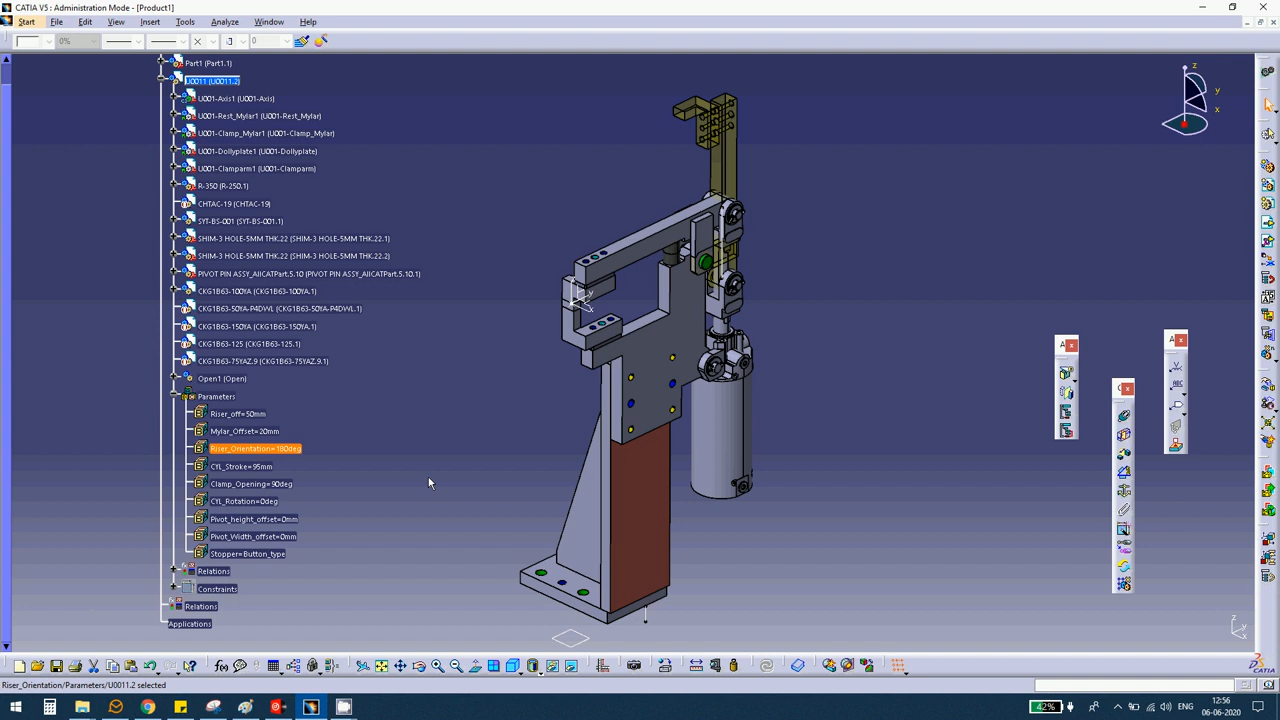 CATIA V5 : Administration Mode - [Product1]
Start File Edit View Insert Tools Analyze Window Help
0% 0
Part1 (Part1.1)
U0011 (U0011.2)
U001-Axis1 (U001-Axis)
U001-Rest_Mylar1 (U001-Rest_Mylar)
U001-Clamp_Mylar1 (U001-Clamp_Mylar)
U001-Dollyplate1 (U001-Dollyplate)
U001-Clamparm1 (U001-Clamparm)
R-350 (R-250.1)
CHTAC-19 (CHTAC-19)
SYT-BS-001 (SYT-BS-001.1)
SHIM-3 HOLE-5MM THK.22 (SHIM-3 HOLE-5MM THK.22.1)
SHIM-3 HOLE-5MM THK.22 (SHIM-3 HOLE-5MM THK.22.2)
PIVOT PIN ASSY_AllCATPart.5.10 (PIVOT PIN ASSY_AllCATPart.5.10.1)
CKG1B63-100YA (CKG1B63-100YA.1)
CKG1B63-50YA-P4DWL (CKG1B63-50YA-P4DWL.1)
CKG1B63-150YA (CKG1B63-150YA.1)
CKG1B63-125 (CKG1B63-125.1)
CKG1B63-75YAZ.9 (CKG1B63-75YAZ.9.1)
Open1 (Open)
Parameters
Riser_off=50mm
Mylar_Offset=20mm
Riser_Orientation=180deg
CYL_Stroke=95mm
Clamp_Opening=90deg
CYL_Rotation=0deg
Pivot_height_offset=0mm
Pivot_Width_offset=0mm
Stopper=Button_type
Relations
Constraints
Relations
Applications
z
y
x
y
x
A... x
A... x
C... x
ABC
z
y
x
f(x)
CATIA
Riser_Orientation/Parameters/U0011.2 selected
42%
ENG
12:56
06-06-2020